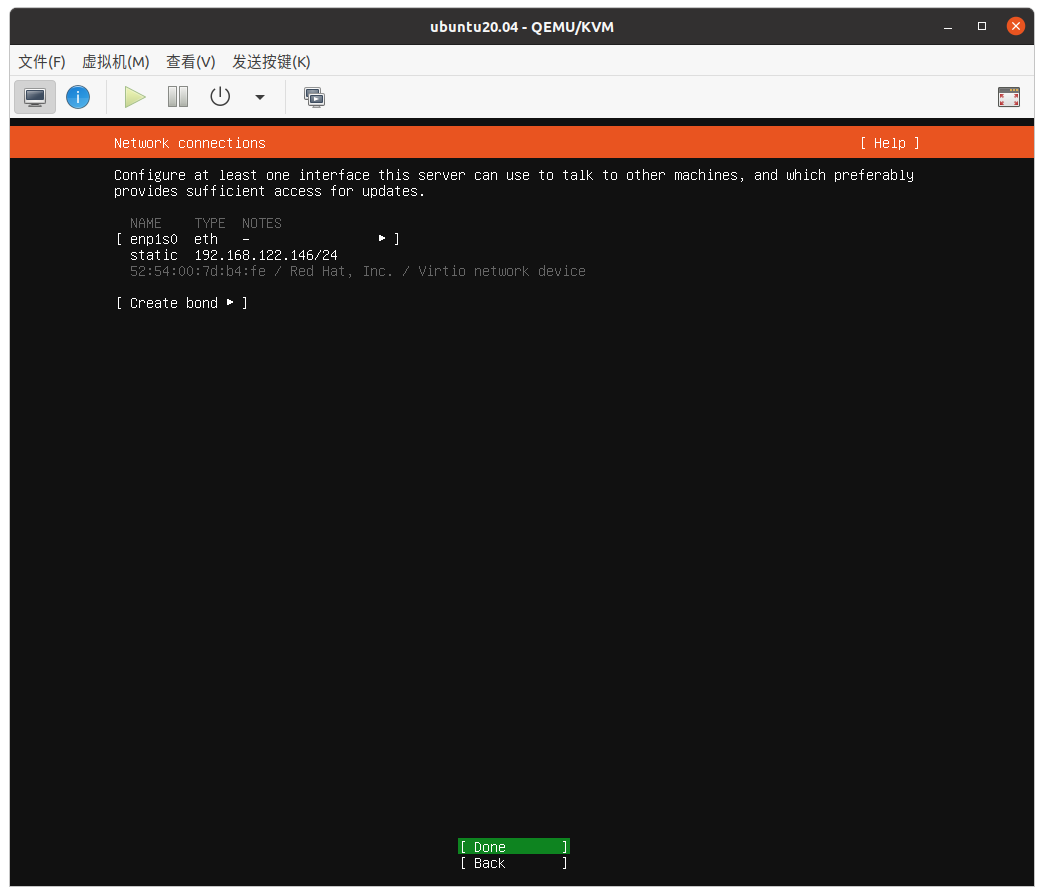 ubuntu20.04 - QEMU/KVM
文件(F) 虚拟机(M) 查看(V) 发送按键(K)
Network connections [ Help ]
Configure at least one interface this server can use to talk to other machines, and which preferably
provides sufficient access for updates.
NAME TYPE NOTES
[ enp1s0 eth - ▸ ]
static 192.168.122.146/24
52:54:00:7d:b4:fe / Red Hat, Inc. / Virtio network device
[ Create bond ▸ ]
[ Done ]
[ Back ]